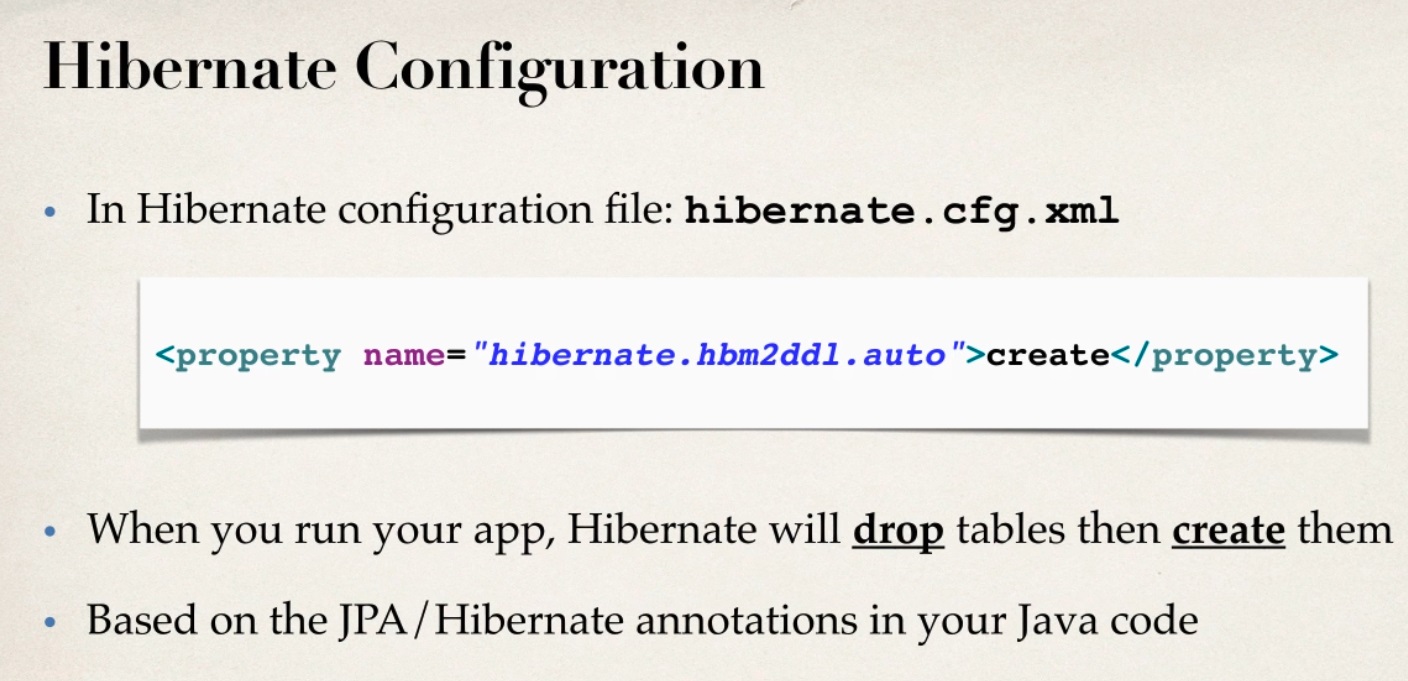 Hibernate Configuration
• In Hibernate configuration file: hibernate.cfg.xml
<property name="hibernate.hbm2ddl.auto">create</property>
• When you run your app, Hibernate will drop tables then create them
• Based on the JPA/Hibernate annotations in your Java code